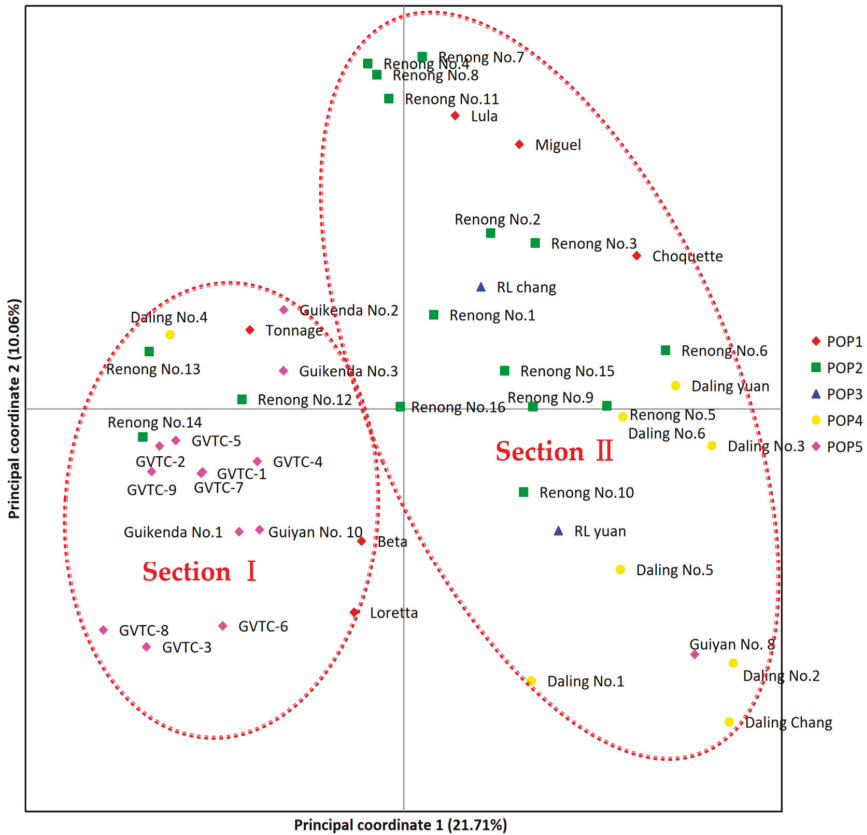 Renong No.7
Renong No.4
Renong No.8
Renong No.11
Lula
Miguel
Renong No.2
Renong No.3
Choquette
RL chang
Guikenda No.2
Daling No.4
Renong No.1
Tonnage
Renong No.6
POP1
Renong No.13
Guikenda No.3
Renong No.15
POP2
Daling yuan
Renong No.12
Renong No.16
Renong No.9
POP3
Renong No.5
Renong No.14
Daling No.6
POP4
GVTC-5
Section II
Daling No.3
POP5
GVTC-2
GVTC-1
GVTC-4
GVTC-9
GVTC-7
Renong No.10
Guikenda No.1
Guiyan No. 10
RL yuan
Beta
Section I
Daling No.5
Loretta
GVTC-8
GVTC-6
GVTC-3
Guiyan No. 8
Daling No.2
Daling No.1
Daling Chang
Principal coordinate 2 (10.06%)
Principal coordinate 1 (21.71%)